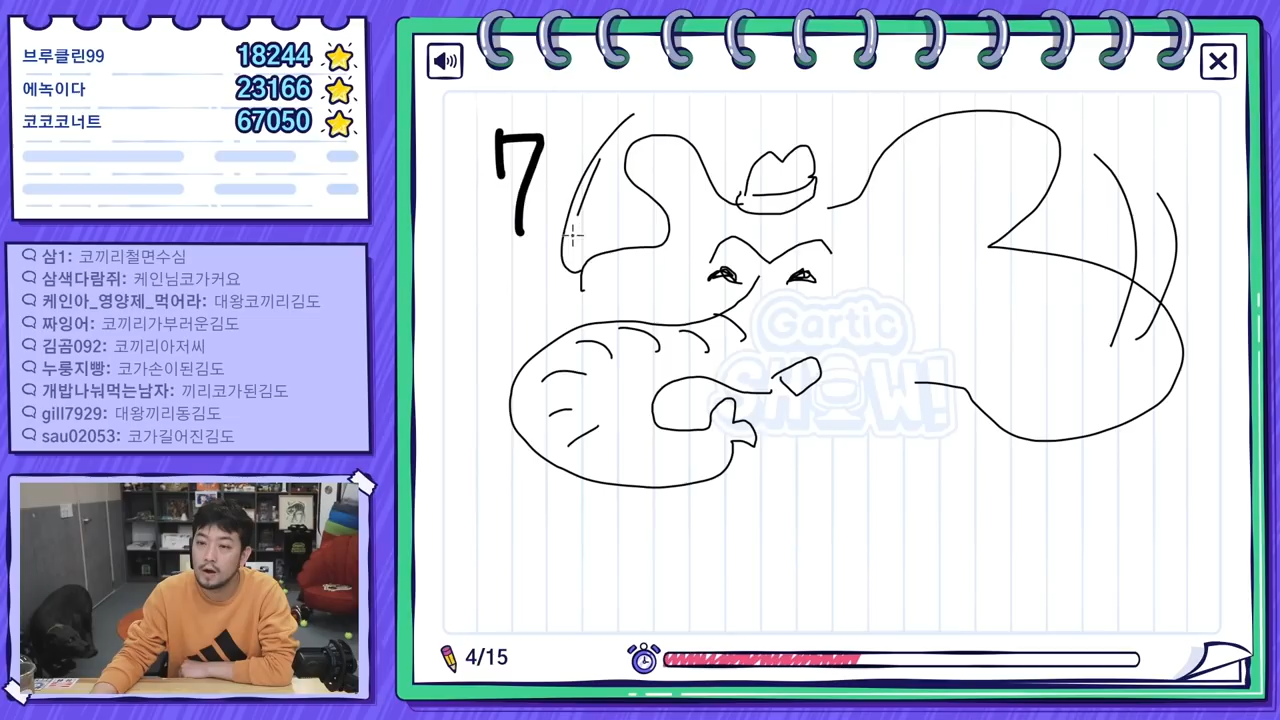 브루클린99 18244
에녹이다 23166
코코코너트 67050
삼1: 코끼리철면수심
삼색다람쥐: 케인님코가커요
케인아_영양제_먹어라: 대왕코끼리김도
짜잉어: 코끼리가부러운김도
김곰092: 코끼리아저씨
누룽지빵: 코가손이된김도
개밥나눠먹는남자: 끼리코가된김도
gill7929: 대왕끼리동김도
sau02053: 코가길어진김도
7
Gartic
SHOW!
4/15